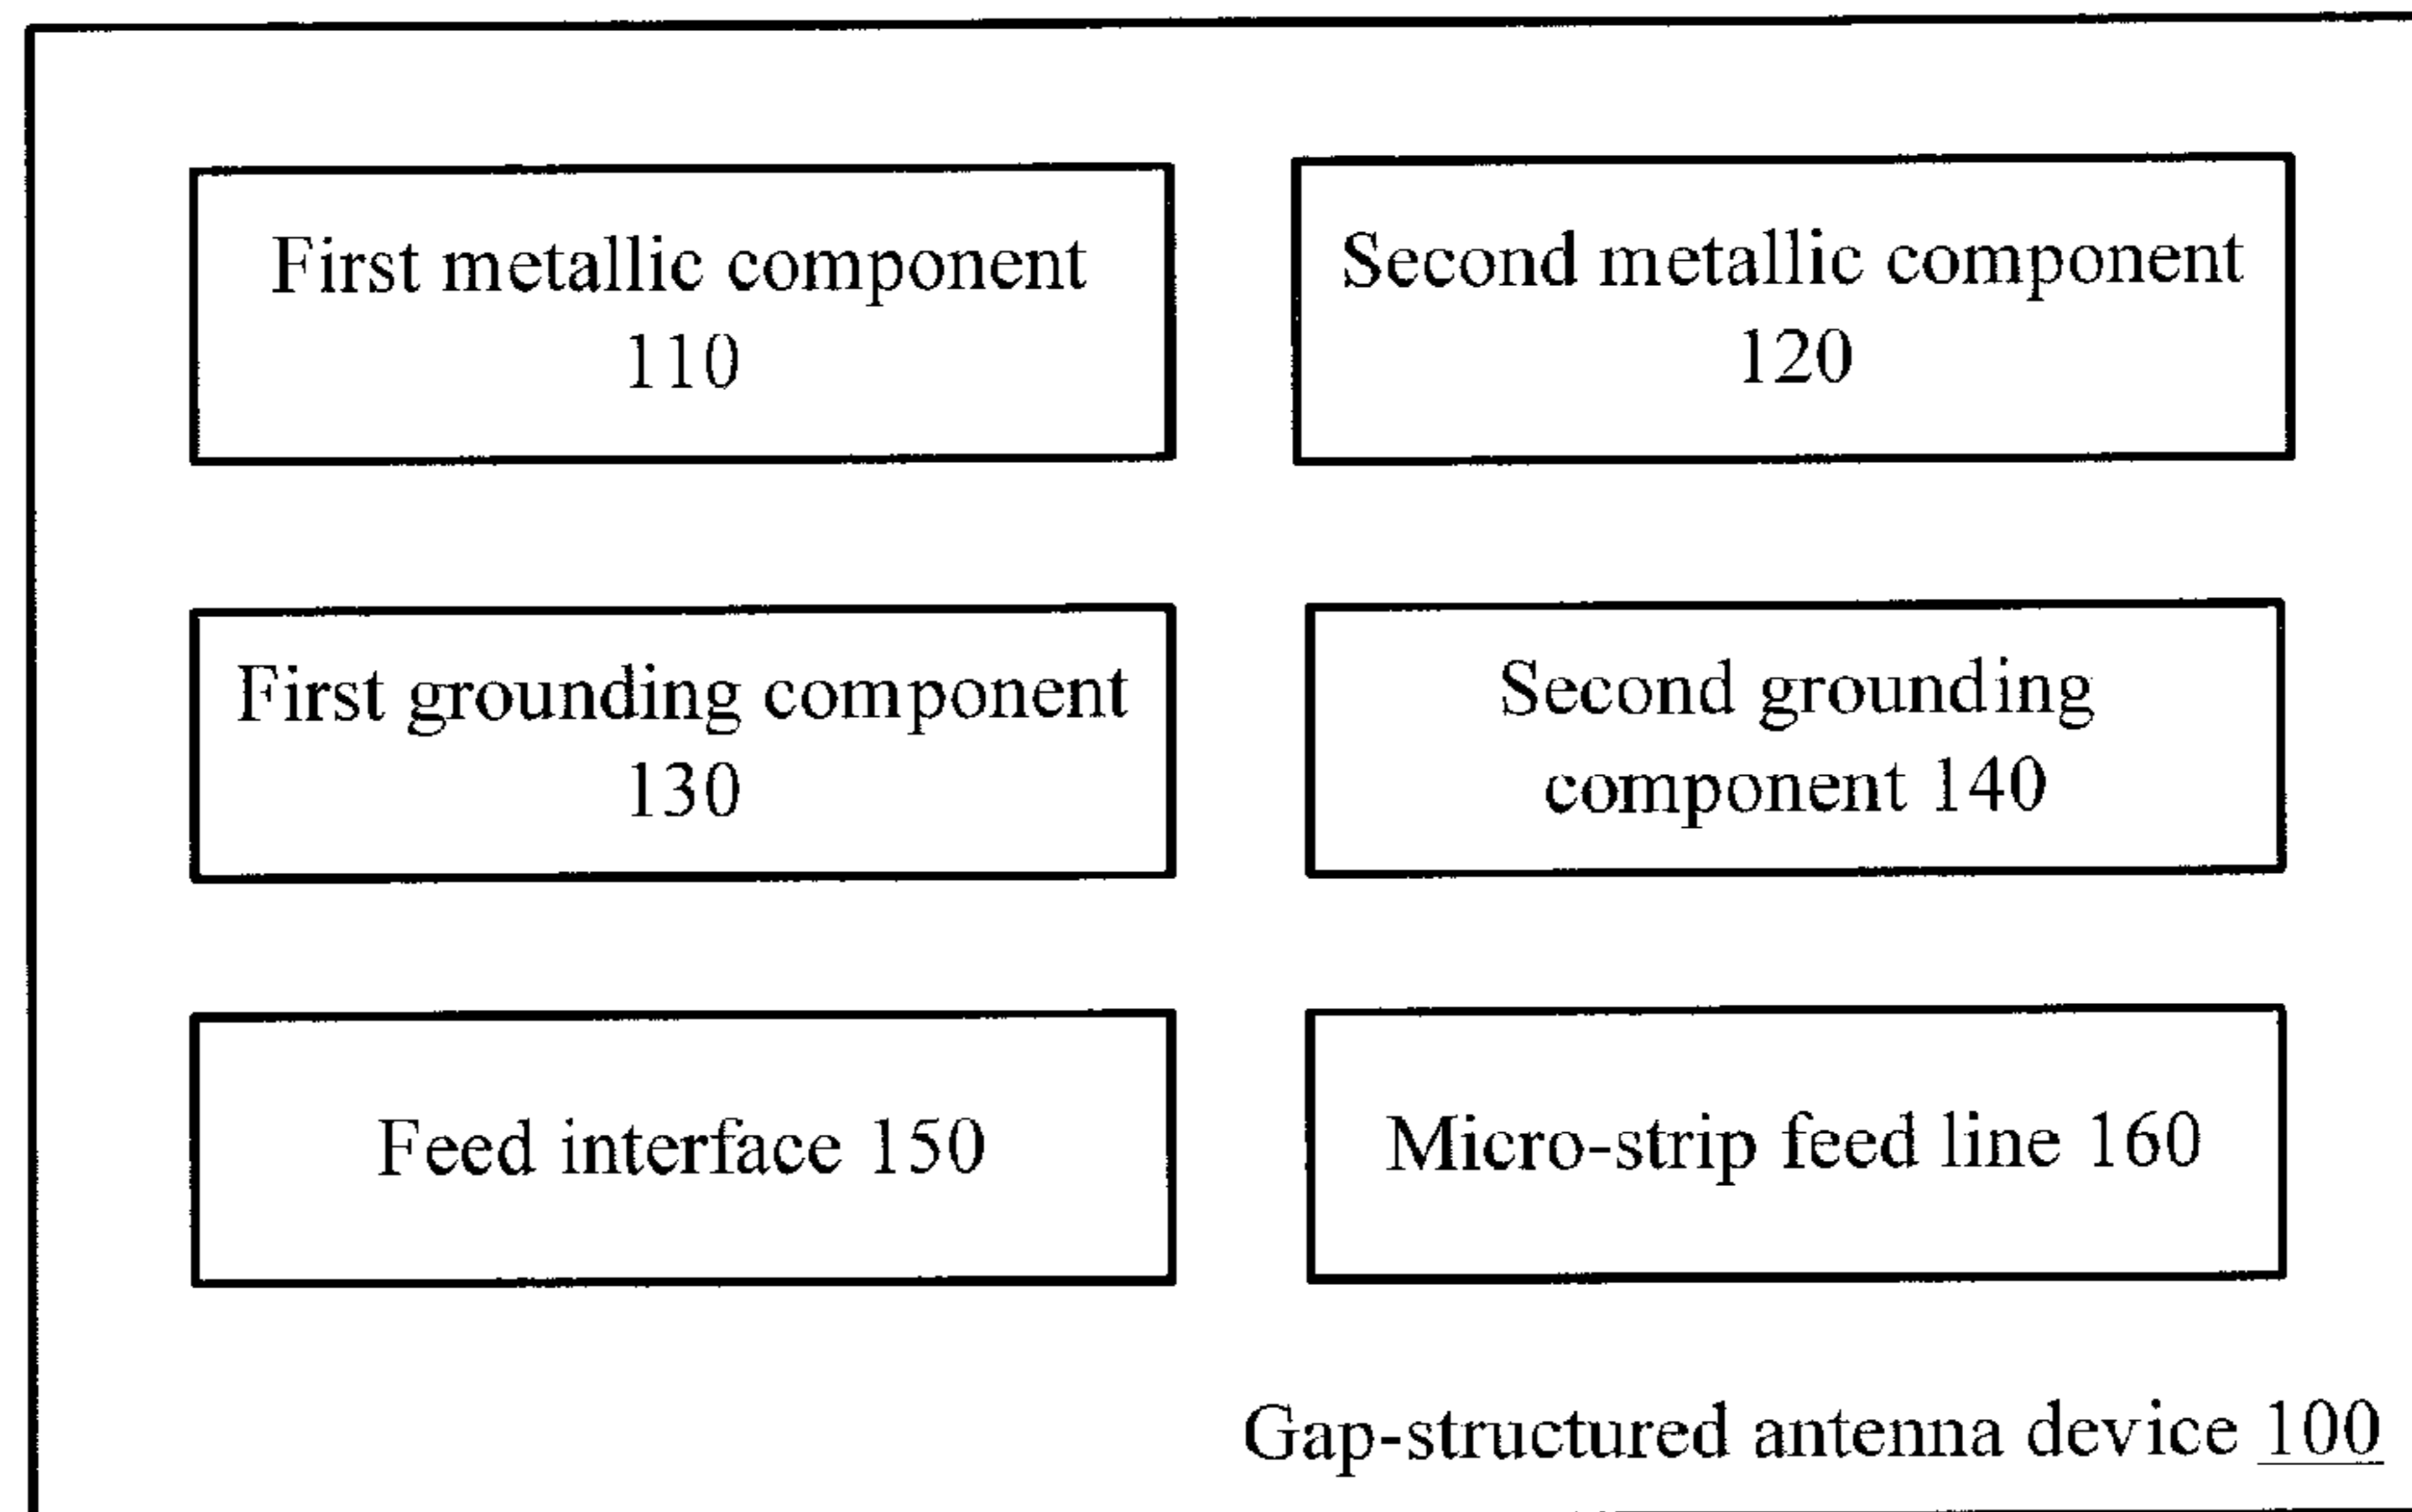 First metallic component
110
Second metallic component
120
First grounding component
130
Second grounding
component 140
Feed interface 150
Micro-strip feed line 160
Gap-structured antenna device 100